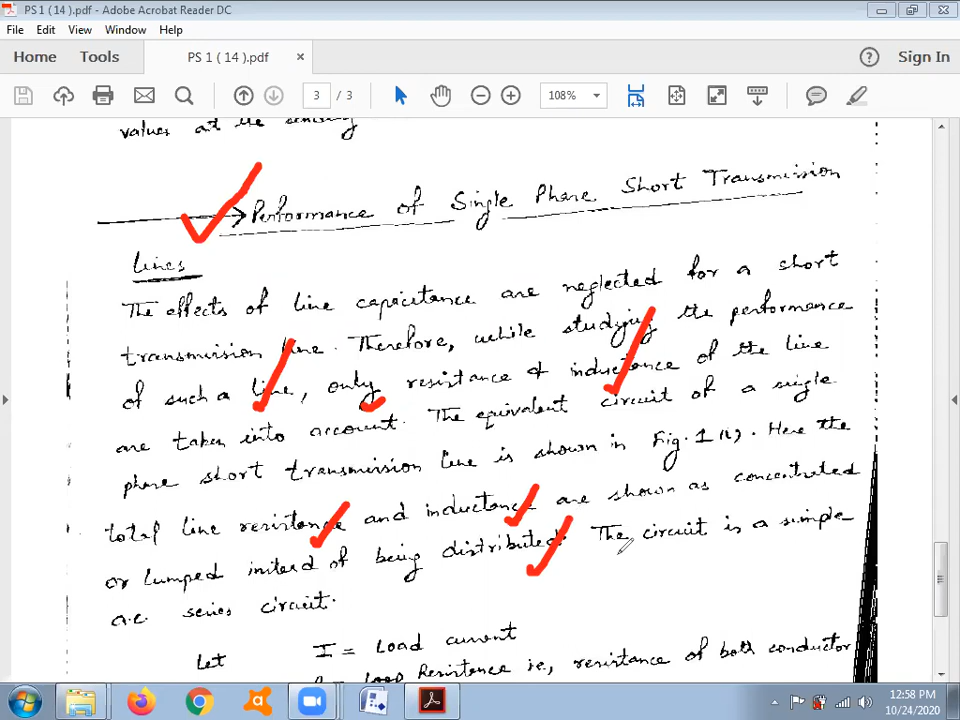 PS 1 ( 14 ).pdf - Adobe Acrobat Reader DC
File Edit View Window Help
Home Tools PS 1 ( 14 ).pdf × Sign In
3 / 3 108%
values at the sending
Performance of Single Phase Short Transmission
Lines
The effects of line capacitance are neglected for a short
transmission line. Therefore, while studying the performance
of such a line, only resistance & inductance of the line
are taken into account. The equivalent circuit of a single
phase short transmission line is shown in Fig. 1 (i). Here the
total line resistance and inductance are shown as concentrated
or lumped instead of being distributed. The circuit is a simple
a.c. series circuit.
Let I = Load current
Resistance ie, resistance of both conductor
12:58 PM
10/24/2020